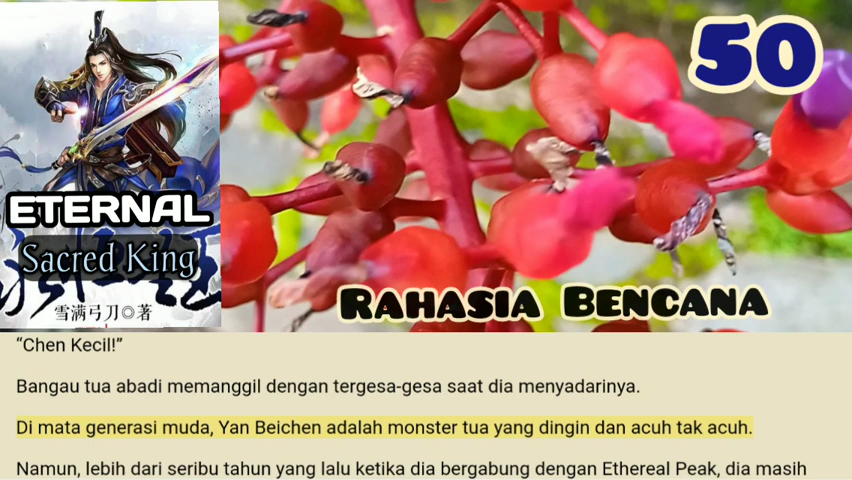 50
ETERNAL
Sacred King
雪满弓刀◎著
RAHASIA BENCANA
“Chen Kecil!”
Bangau tua abadi memanggil dengan tergesa-gesa saat dia menyadarinya.
Di mata generasi muda, Yan Beichen adalah monster tua yang dingin dan acuh tak acuh.
Namun, lebih dari seribu tahun yang lalu ketika dia bergabung dengan Ethereal Peak, dia masih